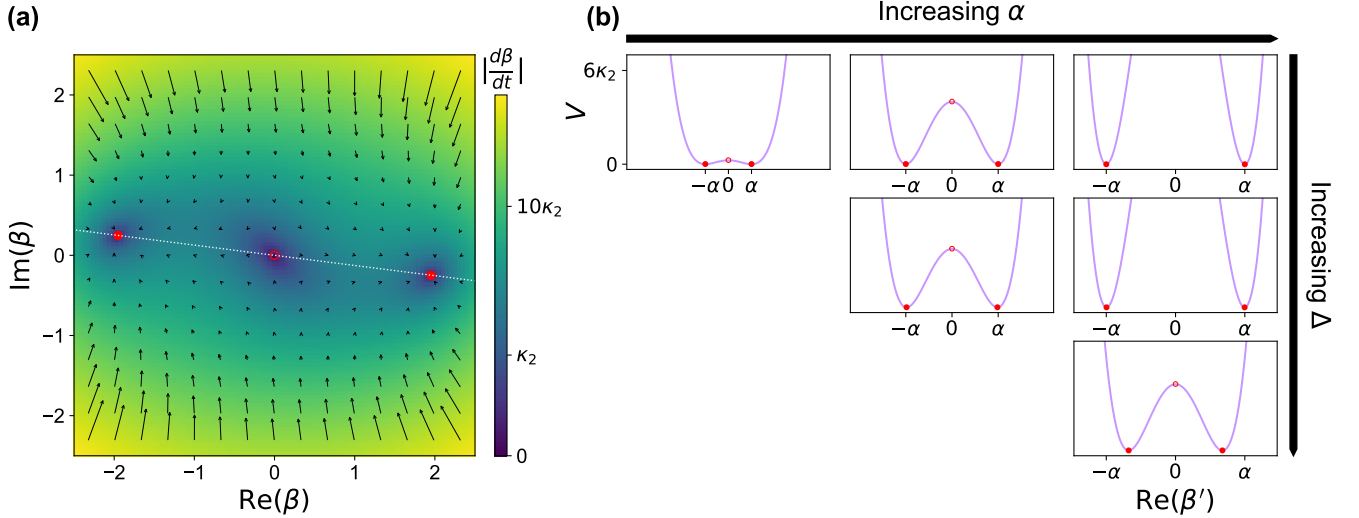 (a)
|dβ/dt|
2
1
0
−1
−2
Im(β)
−2 −1 0 1 2
Re(β)
10κ₂
κ₂
0
(b)
Increasing α
6κ₂
V
0
−α 0 α
−α 0 α
−α 0 α
−α 0 α
−α 0 α
−α 0 α
Re(β′)
Increasing Δ